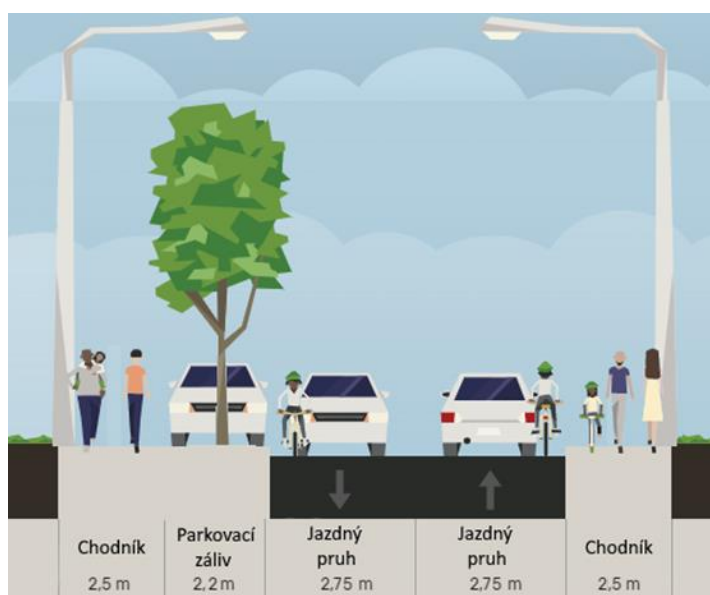 Chodník
2,5 m
Parkovací
záliv
2,2 m
Jazdný
pruh
2,75 m
Jazdný
pruh
2,75 m
Chodník
2,5 m